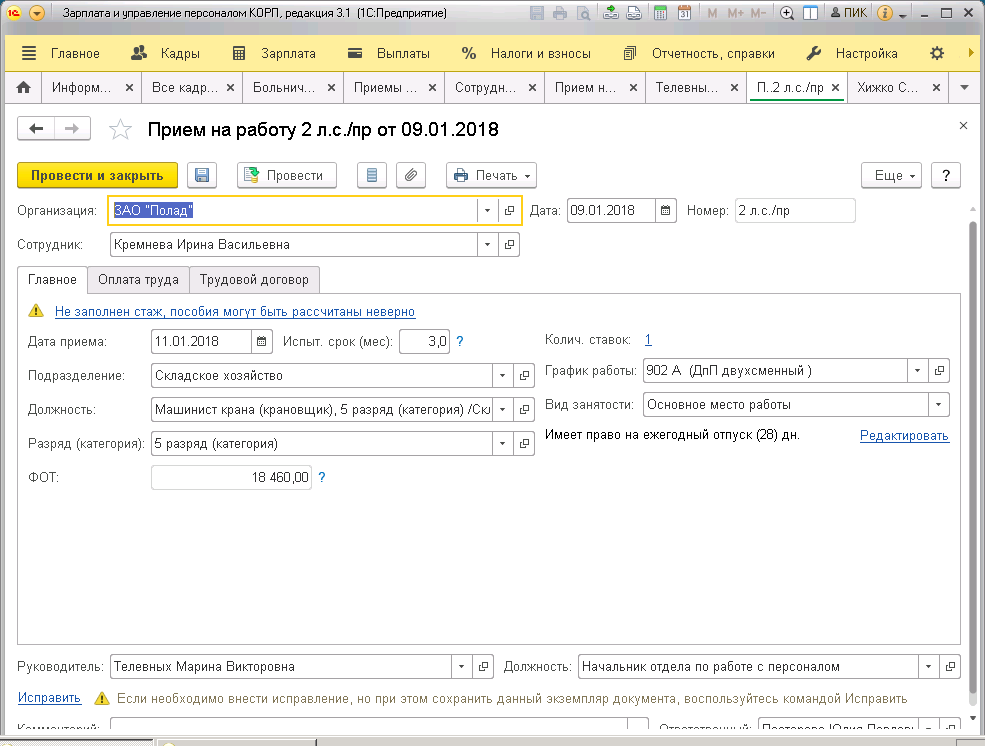 Зарплата и управление персоналом КОРП, редакция 3.1 (1С:Предприятие)
M M+ M- ПИК
Главное Кадры Зарплата Выплаты Налоги и взносы Отчетность, справки Настройка
Информ... Все кадр... Больнич... Приемы ... Сотрудн... Прием н... Телевны... П..2 л.с./пр Хижко С...
Прием на работу 2 л.с./пр от 09.01.2018
Провести и закрыть Провести Печать Еще ?
Организация: ЗАО "Полад" Дата: 09.01.2018 Номер: 2 л.с./пр
Сотрудник: Кремнева Ирина Васильевна
Главное Оплата труда Трудовой договор
Не заполнен стаж, пособия могут быть рассчитаны неверно
Дата приема: 11.01.2018 Испыт. срок (мес): 3,0 ? Колич. ставок: 1
Подразделение: Складское хозяйство График работы: 902 А (ДпП двухсменный )
Должность: Машинист крана (крановщик), 5 разряд (категория) /Скл Вид занятости: Основное место работы
Разряд (категория): 5 разряд (категория) Имеет право на ежегодный отпуск (28) дн. Редактировать
ФОТ: 18 460,00 ?
Руководитель: Телевных Марина Викторовна Должность: Начальник отдела по работе с персоналом
Исправить Если необходимо внести исправление, но при этом сохранить данный экземпляр документа, воспользуйтесь командой Исправить
Комментарий: Ответственный: